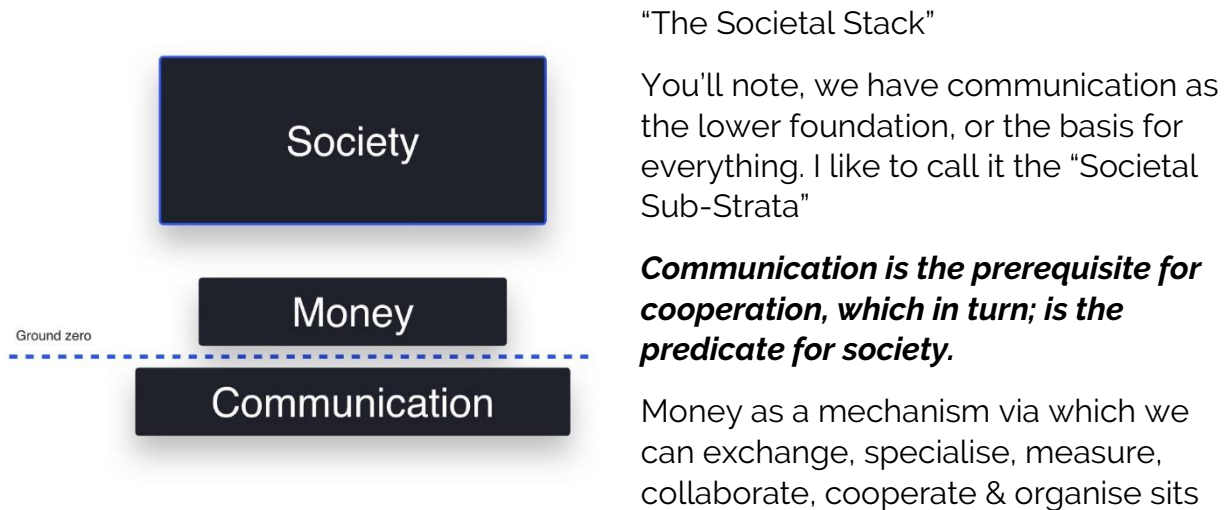 Society
Money
Ground zero
Communication
“The Societal Stack”
You’ll note, we have communication as
the lower foundation, or the basis for
everything. I like to call it the “Societal
Sub-Strata”
Communication is the prerequisite for
cooperation, which in turn; is the
predicate for society.
Money as a mechanism via which we
can exchange, specialise, measure,
collaborate, cooperate & organise sits